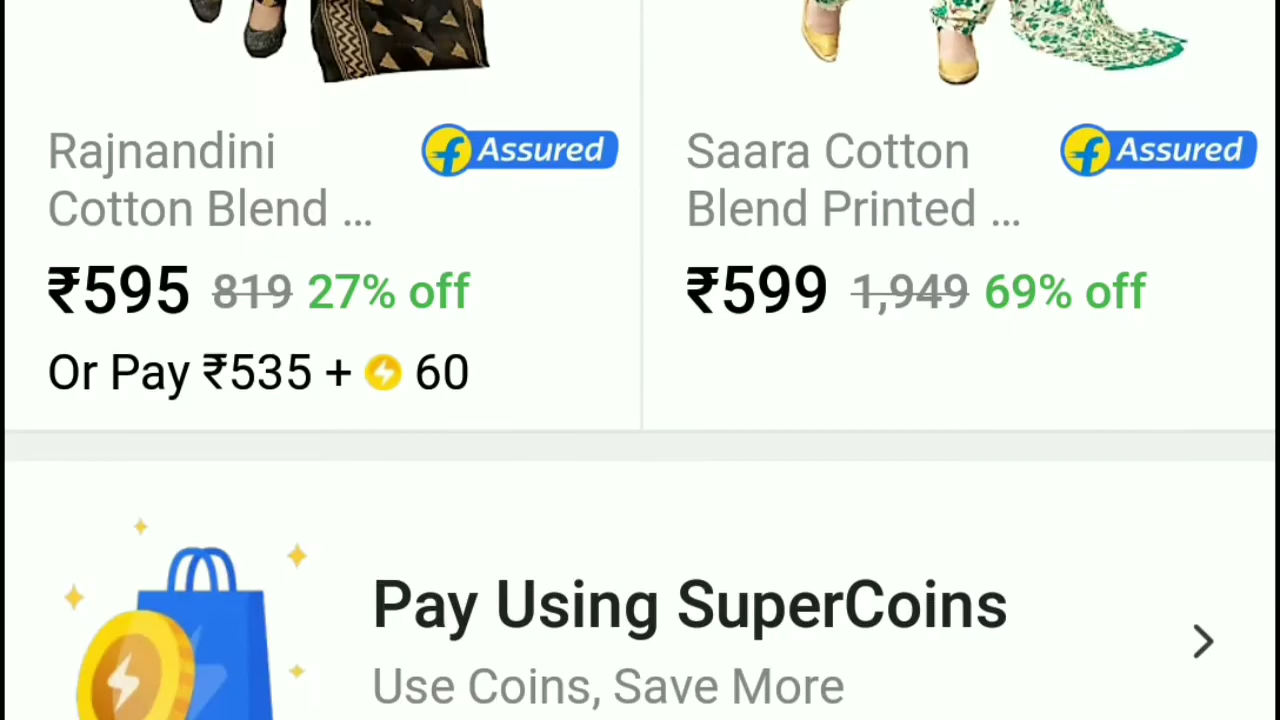 Rajnandini
Cotton Blend ...
Assured
₹595 819 27% off
Or Pay ₹535 + 60
Saara Cotton
Blend Printed ...
Assured
₹599 1,949 69% off
Pay Using SuperCoins
Use Coins, Save More